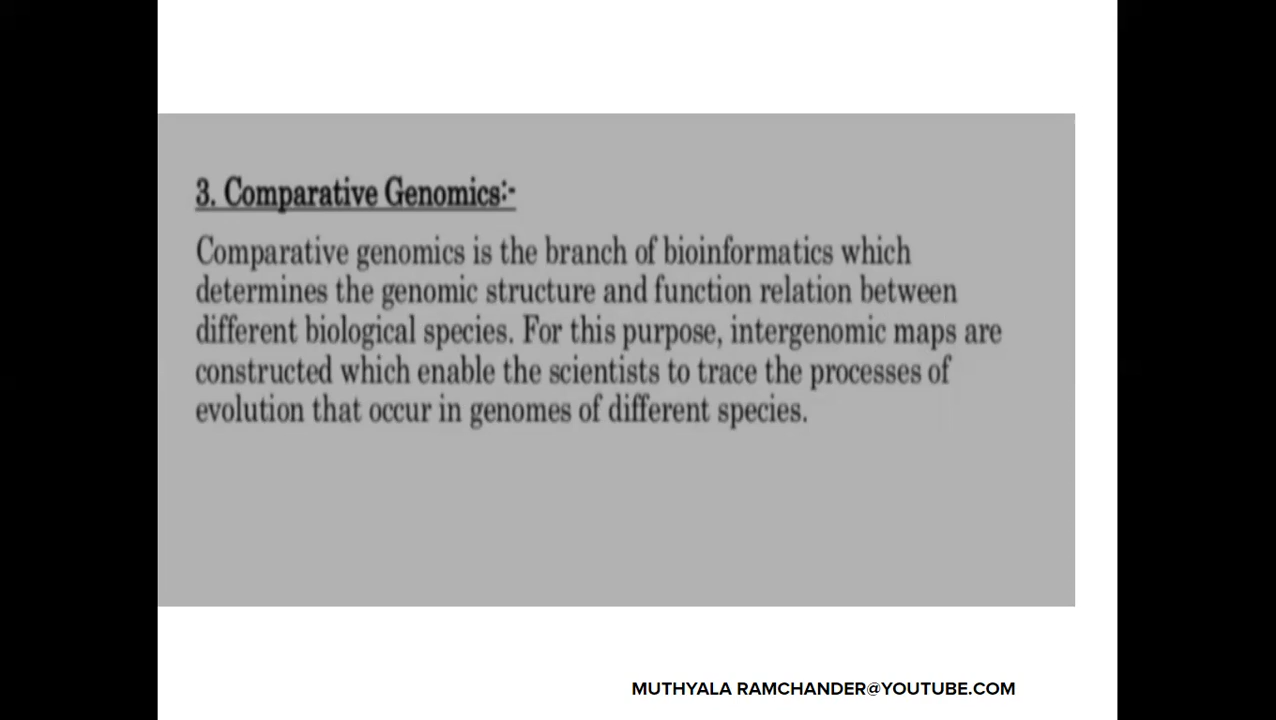 3. Comparative Genomics:-
Comparative genomics is the branch of bioinformatics which
determines the genomic structure and function relation between
different biological species. For this purpose, intergenomic maps are
constructed which enable the scientists to trace the processes of
evolution that occur in genomes of different species.
MUTHYALA RAMCHANDER@YOUTUBE.COM